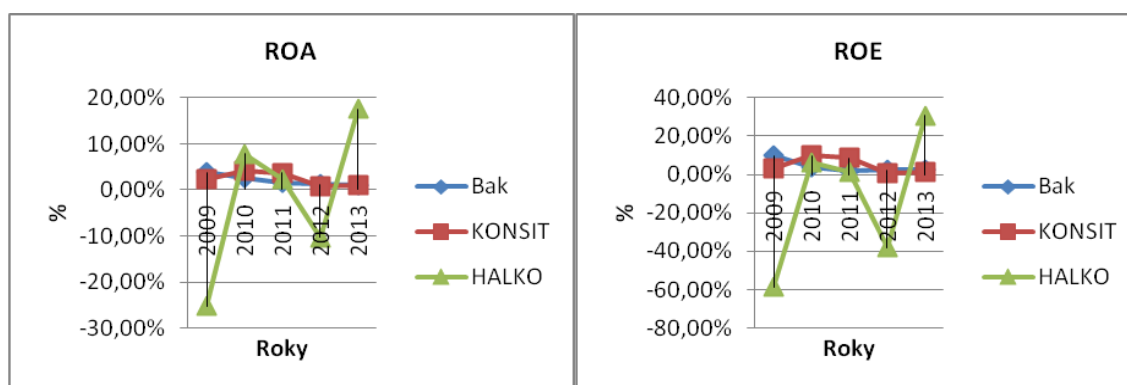 ROA
20,00%
10,00%
0,00%
-10,00%
-20,00%
-30,00%
%
2009
2010
2011
2012
2013
Roky
Bak
KONSIT
HALKO
ROE
40,00%
20,00%
0,00%
-20,00%
-40,00%
-60,00%
-80,00%
%
2009
2010
2011
2012
2013
Roky
Bak
KONSIT
HALKO